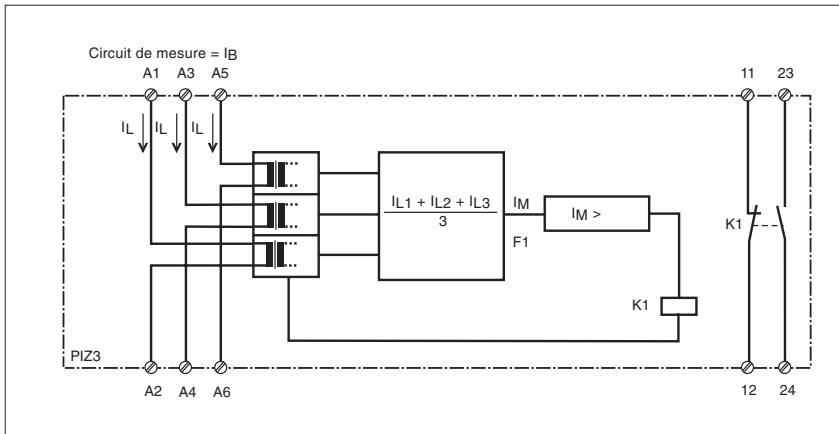 Circuit de mesure = IB
A1 A3 A5 11 23
IL IL IL
IL1 + IL2 + IL3
3
IM
IM >
F1
K1
K1
PIZ3
A2 A4 A6 12 24